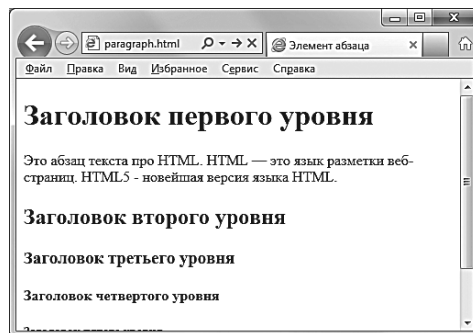 paragraph.html
Элемент абзаца
Файл Правка Вид Избранное Сервис Справка
Заголовок первого уровня
Это абзац текста про HTML. HTML — это язык разметки веб-
страниц. HTML5 - новейшая версия языка HTML.
Заголовок второго уровня
Заголовок третьего уровня
Заголовок четвертого уровня